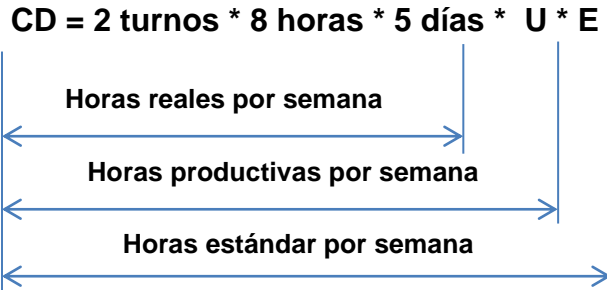 CD = 2 turnos * 8 horas * 5 días * U * E
Horas reales por semana
Horas productivas por semana
Horas estándar por semana